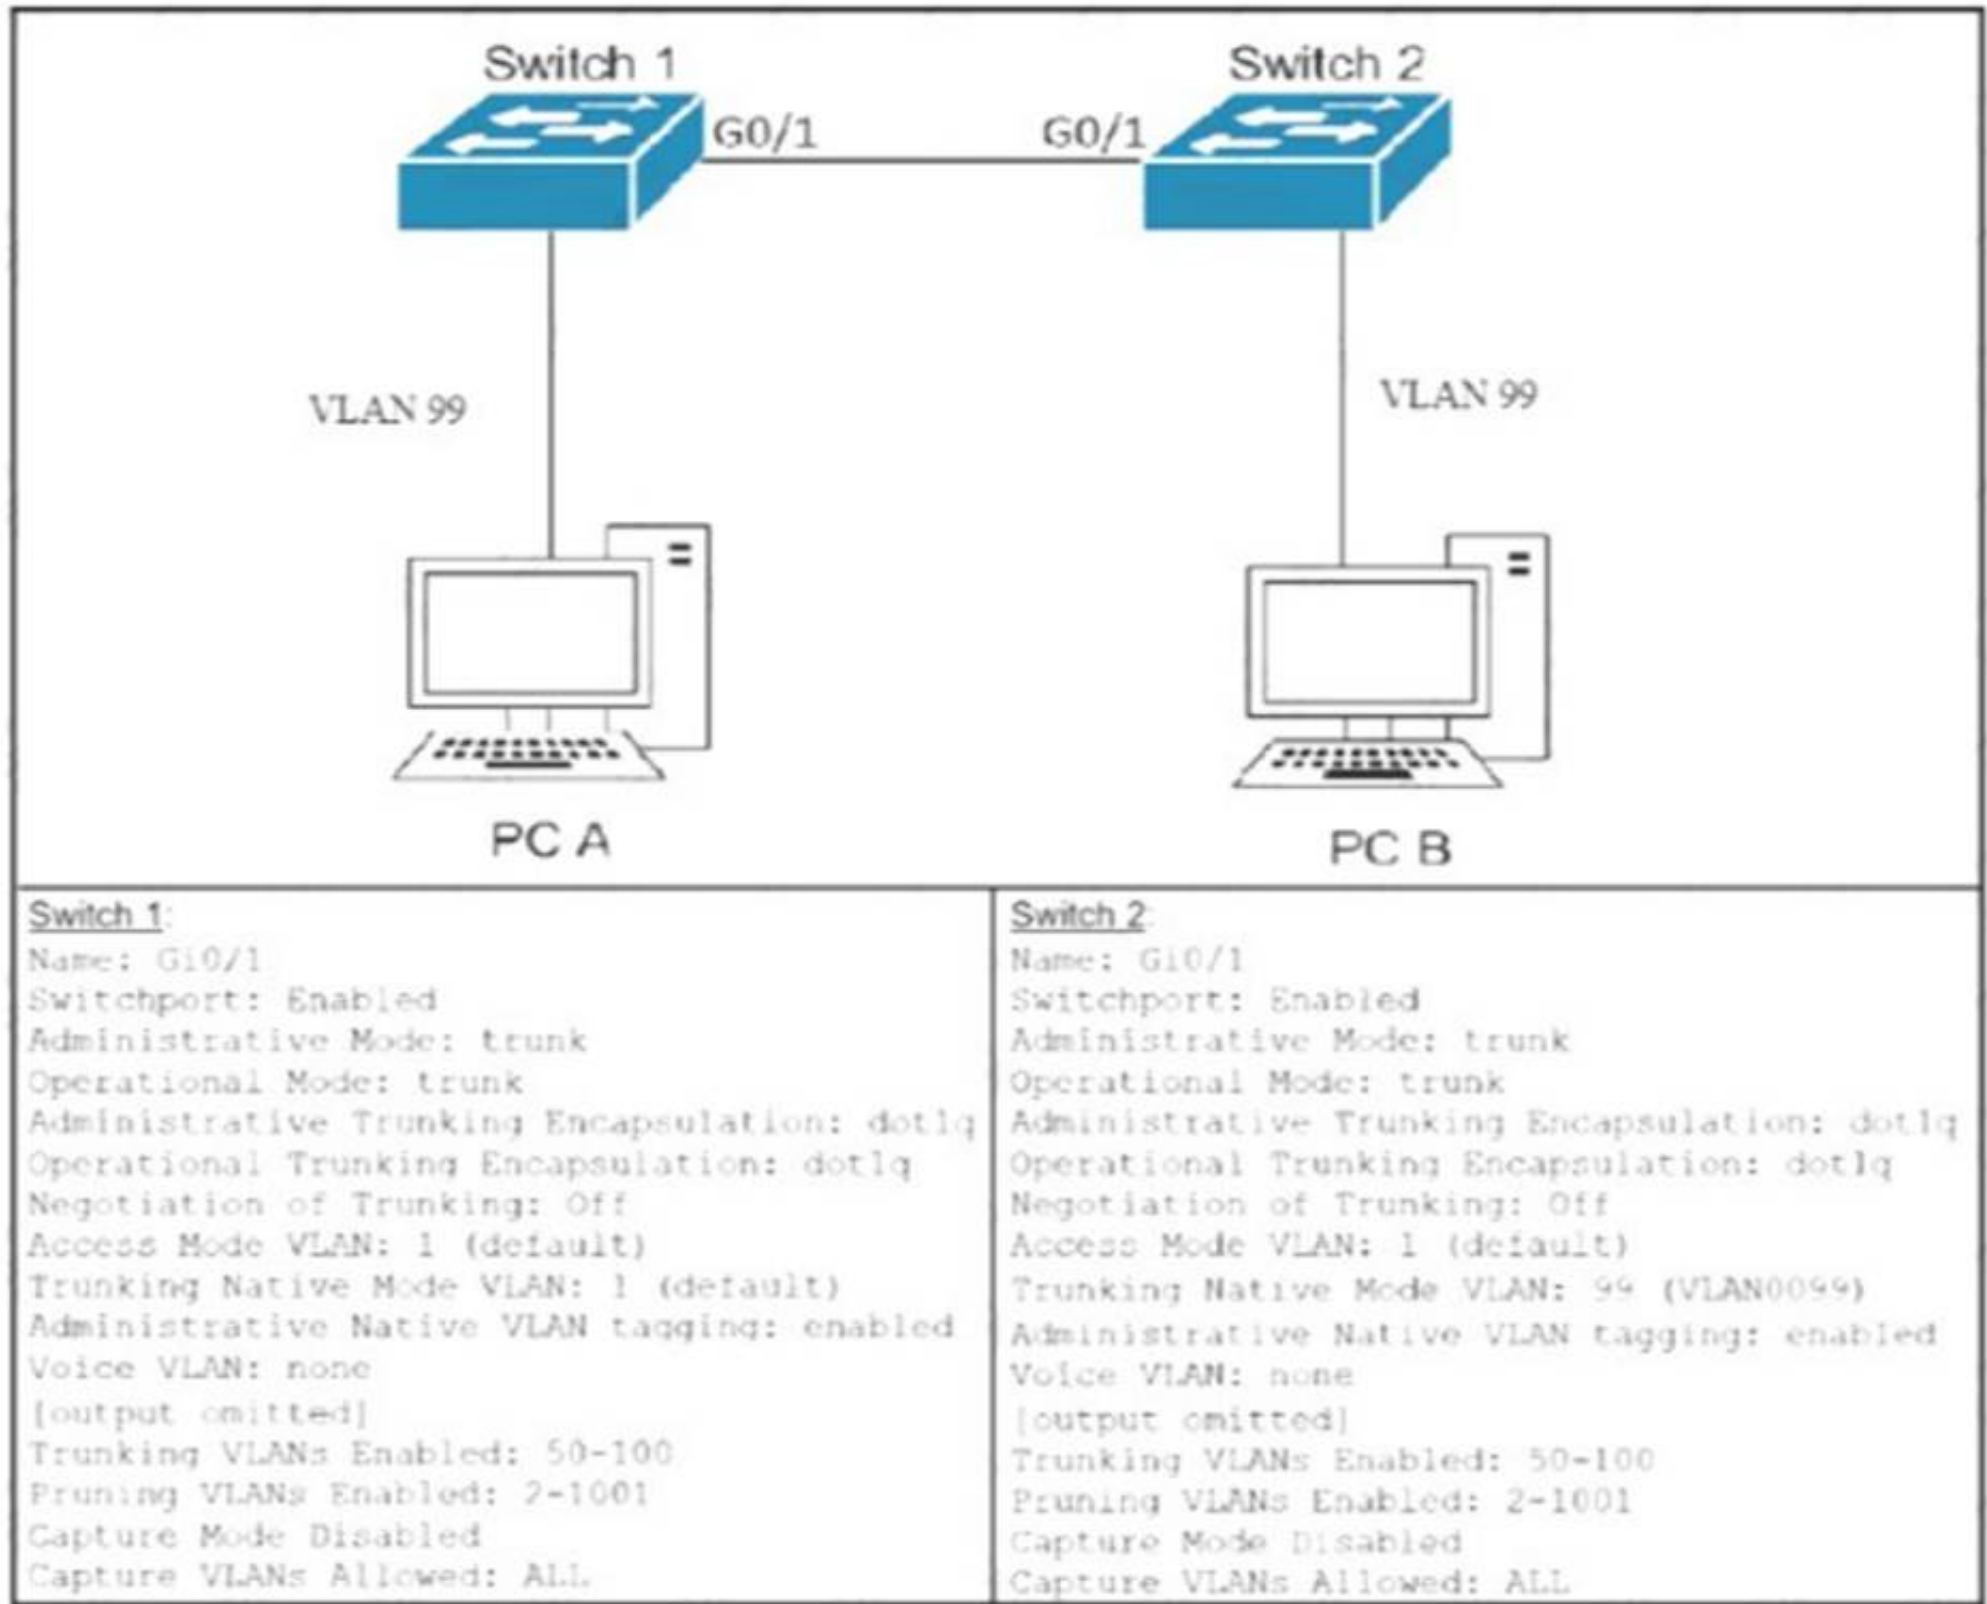 Switch 1
Switch 2
G0/1
G0/1
VLAN 99
VLAN 99
PC A
PC B
Switch 1:
Name: Gi0/1
Switchport: Enabled
Administrative Mode: trunk
Operational Mode: trunk
Administrative Trunking Encapsulation: dot1q
Operational Trunking Encapsulation: dot1q
Negotiation of Trunking: Off
Access Mode VLAN: 1 (default)
Trunking Native Mode VLAN: 1 (default)
Administrative Native VLAN tagging: enabled
Voice VLAN: none
[output omitted]
Trunking VLANs Enabled: 50-100
Pruning VLANs Enabled: 2-1001
Capture Mode Disabled
Capture VLANs Allowed: ALL
Switch 2:
Name: Gi0/1
Switchport: Enabled
Administrative Mode: trunk
Operational Mode: trunk
Administrative Trunking Encapsulation: dot1q
Operational Trunking Encapsulation: dot1q
Negotiation of Trunking: Off
Access Mode VLAN: 1 (default)
Trunking Native Mode VLAN: 99 (VLAN0099)
Administrative Native VLAN tagging: enabled
Voice VLAN: none
[output omitted]
Trunking VLANs Enabled: 50-100
Pruning VLANs Enabled: 2-1001
Capture Mode Disabled
Capture VLANs Allowed: ALL